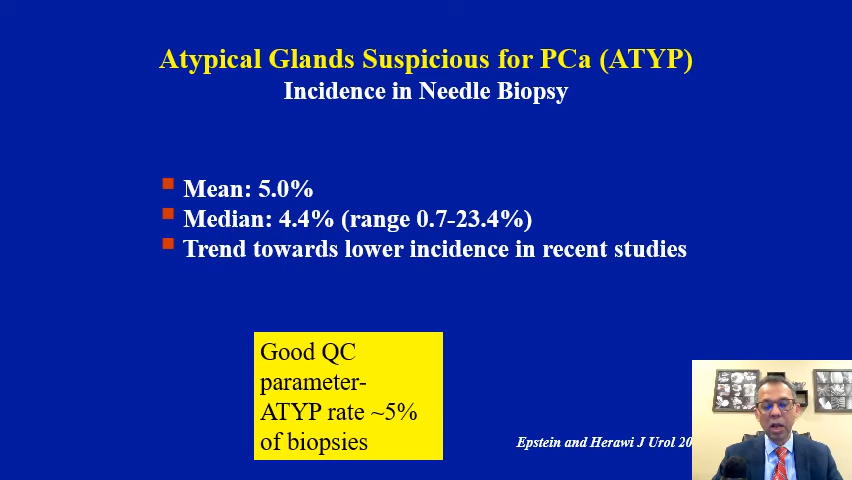 Atypical Glands Suspicious for PCa (ATYP)
Incidence in Needle Biopsy
Mean: 5.0%
Median: 4.4% (range 0.7-23.4%)
Trend towards lower incidence in recent studies
Good QC
parameter-
ATYP rate ~5%
of biopsies
Epstein and Herawi J Urol